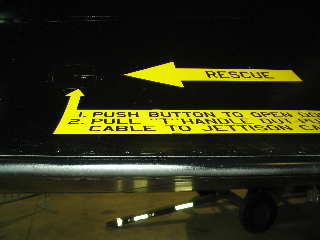 RESCUE
1. PUSH BUTTON TO OPEN
2. PULL "T" HANDLE OUT
CABLE TO JETTISON